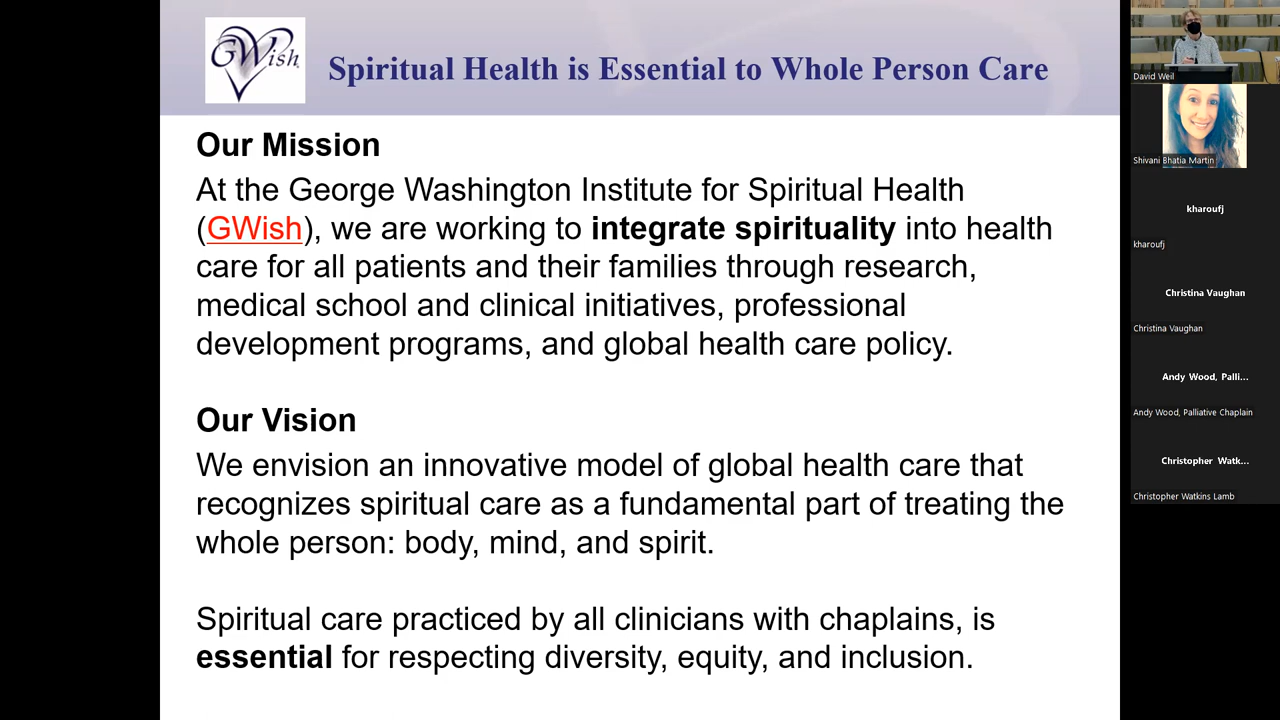 GWish
Spiritual Health is Essential to Whole Person Care
Our Mission
At the George Washington Institute for Spiritual Health
(GWish), we are working to integrate spirituality into health
care for all patients and their families through research,
medical school and clinical initiatives, professional
development programs, and global health care policy.
Our Vision
We envision an innovative model of global health care that
recognizes spiritual care as a fundamental part of treating the
whole person: body, mind, and spirit.
Spiritual care practiced by all clinicians with chaplains, is
essential for respecting diversity, equity, and inclusion.
David Weil
Shivani Bhatia Martin
kharoufj
kharoufj
Christina Vaughan
Christina Vaughan
Andy Wood, Palli...
Andy Wood, Palliative Chaplain
Christopher Watk...
Christopher Watkins Lamb